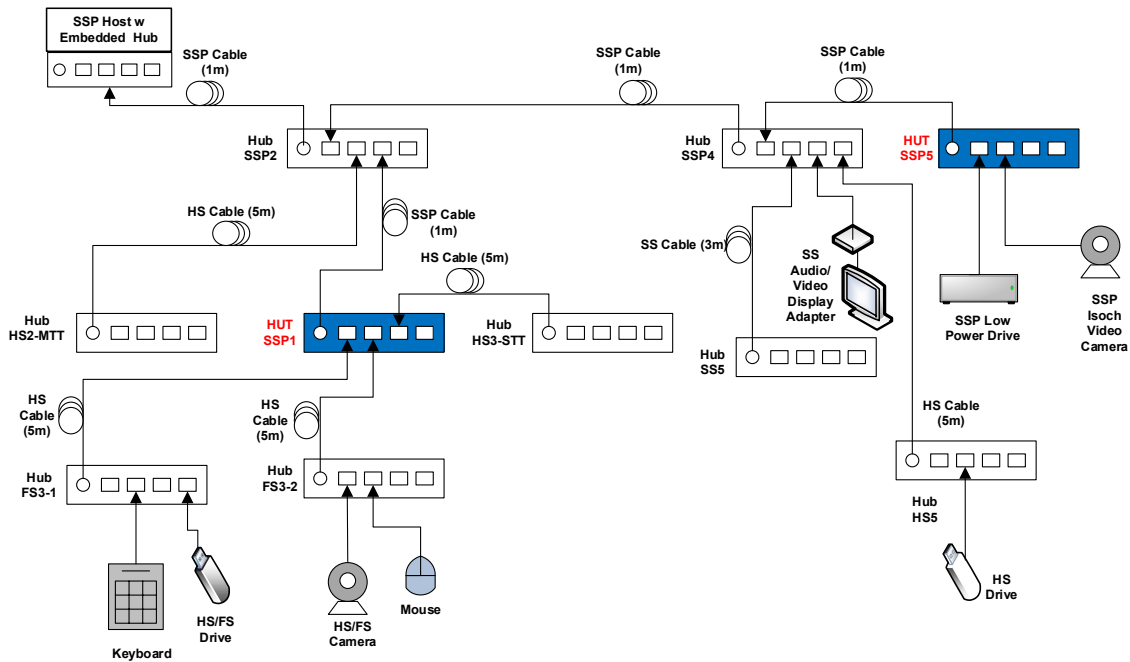 SSP Host w
Embedded Hub
SSP Cable
(1m)
SSP Cable
(1m)
SSP Cable
(1m)
Hub
SSP2
Hub
SSP4
HUT
SSP5
HS Cable (5m)
SSP Cable
(1m)
HS Cable (5m)
SS Cable (3m)
SS
Audio/
Video
Display
Adapter
SSP Low
Power Drive
SSP
Isoch
Video
Camera
Hub
HS2-MTT
HUT
SSP1
Hub
HS3-STT
Hub
SS5
HS
Cable
(5m)
HS
Cable
(5m)
HS Cable
(5m)
Hub
FS3-1
Hub
FS3-2
Hub
HS5
Keyboard
HS/FS
Drive
HS/FS
Camera
Mouse
HS
Drive